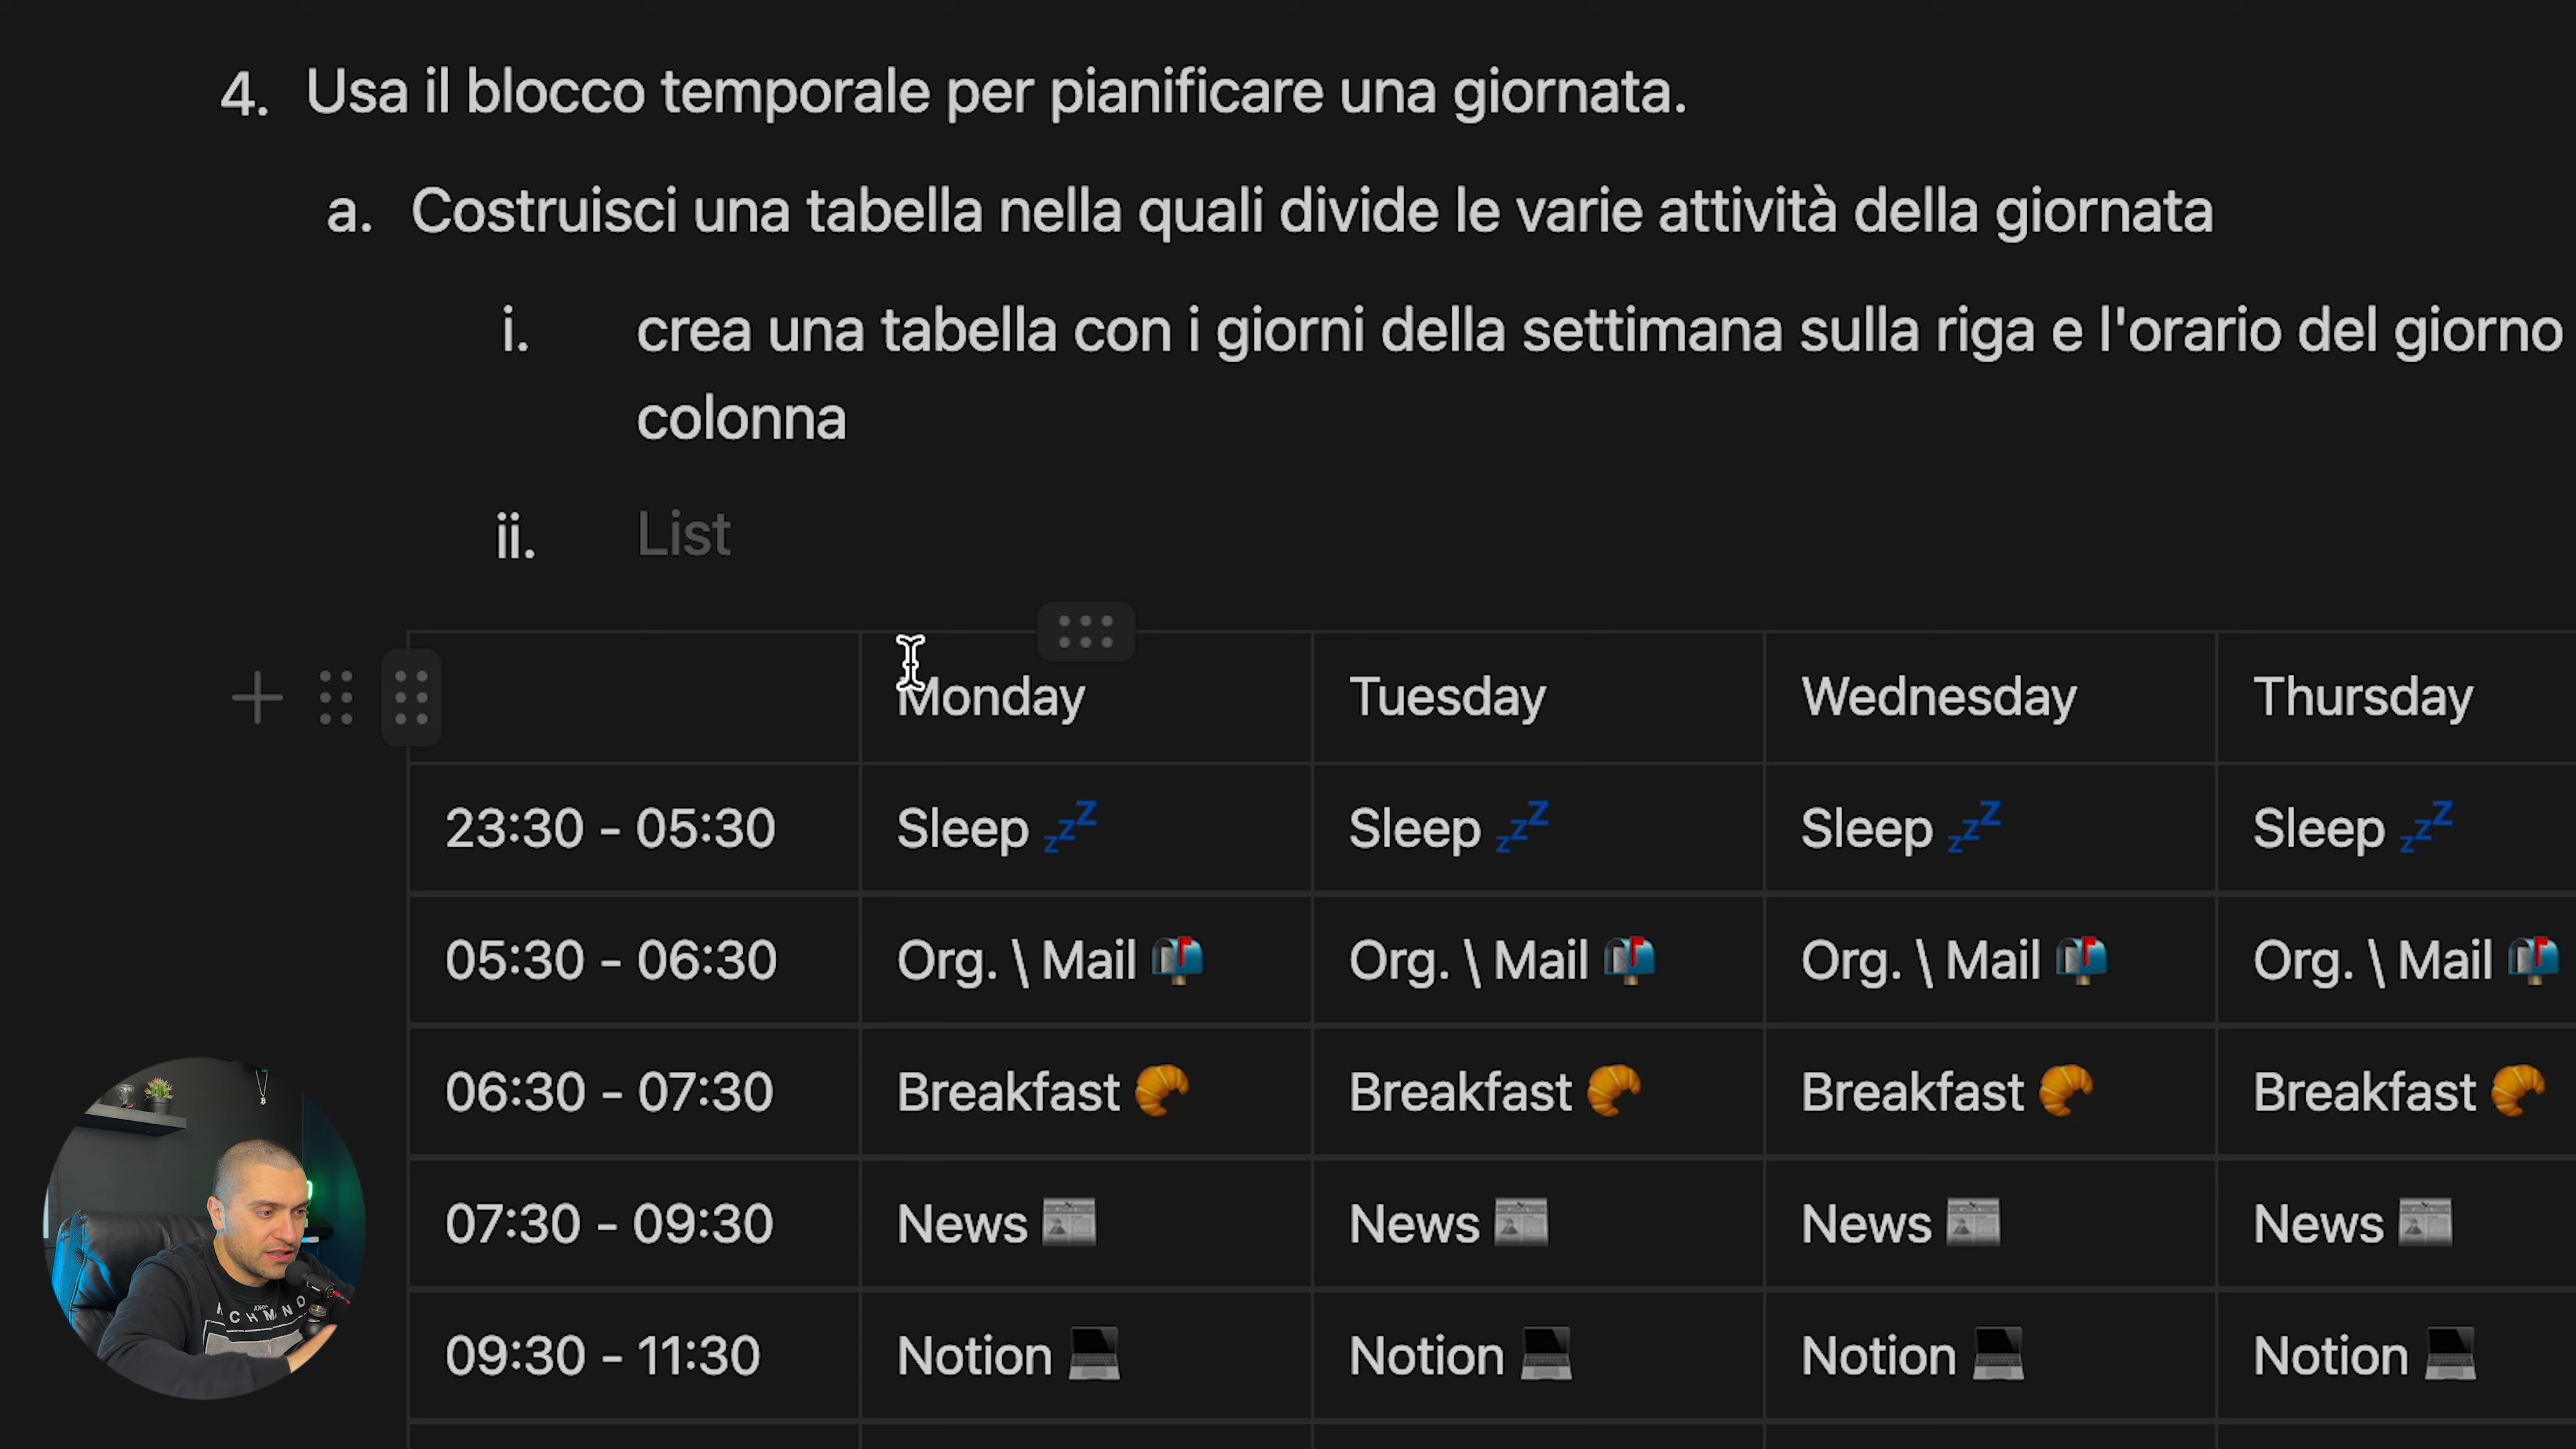 4. Usa il blocco temporale per pianificare una giornata.
a. Costruisci una tabella nella quali divide le varie attività della giornata
i. crea una tabella con i giorni della settimana sulla riga e l'orario del giorno
colonna
ii. List
Monday Tuesday Wednesday Thursday
23:30 - 05:30 Sleep 💤 Sleep 💤 Sleep 💤 Sleep 💤
05:30 - 06:30 Org. \ Mail 📬 Org. \ Mail 📬 Org. \ Mail 📬 Org. \ Mail 📬
06:30 - 07:30 Breakfast 🥐 Breakfast 🥐 Breakfast 🥐 Breakfast 🥐
07:30 - 09:30 News 📰 News 📰 News 📰 News 📰
09:30 - 11:30 Notion 💻 Notion 💻 Notion 💻 Notion 💻